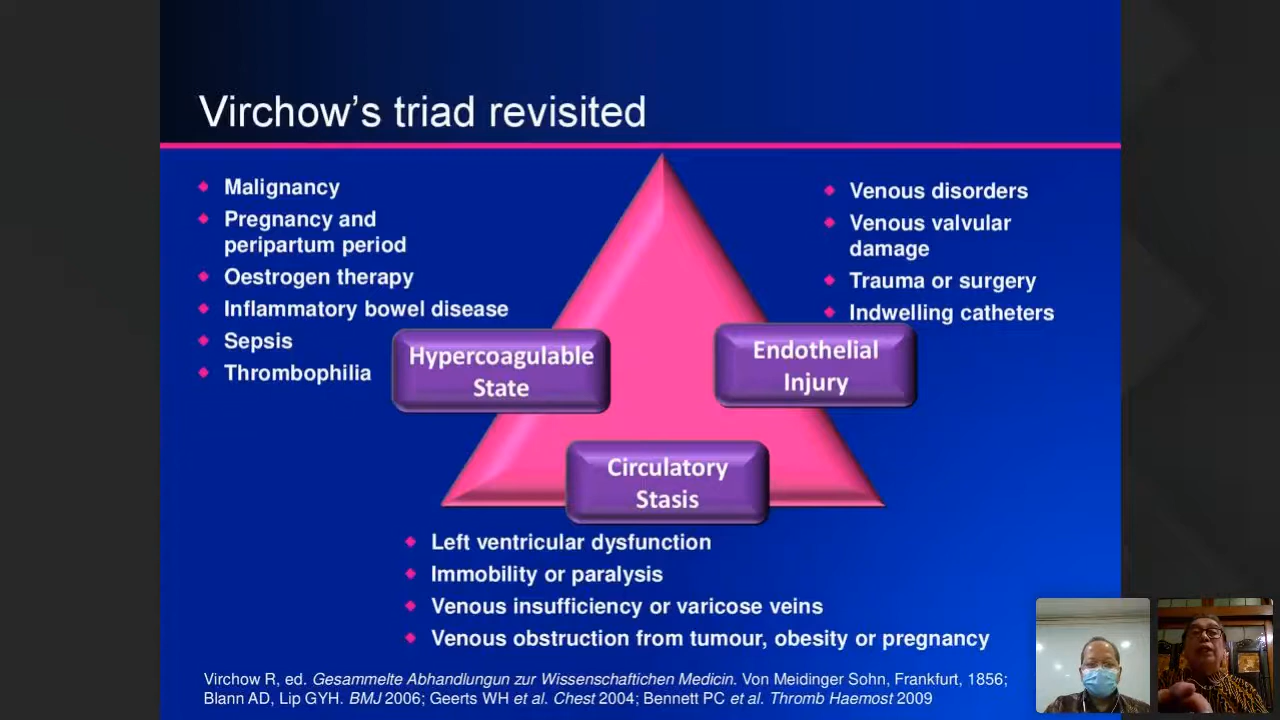 Virchow’s triad revisited
Malignancy
Pregnancy and
peripartum period
Oestrogen therapy
Inflammatory bowel disease
Sepsis
Thrombophilia
Venous disorders
Venous valvular
damage
Trauma or surgery
Indwelling catheters
Hypercoagulable
State
Endothelial
Injury
Circulatory
Stasis
Left ventricular dysfunction
Immobility or paralysis
Venous insufficiency or varicose veins
Venous obstruction from tumour, obesity or pregnancy
Virchow R, ed. Gesammelte Abhandlungun zur Wissenschaftichen Medicin. Von Meidinger Sohn, Frankfurt, 1856;
Blann AD, Lip GYH. BMJ 2006; Geerts WH et al. Chest 2004; Bennett PC et al. Thromb Haemost 2009